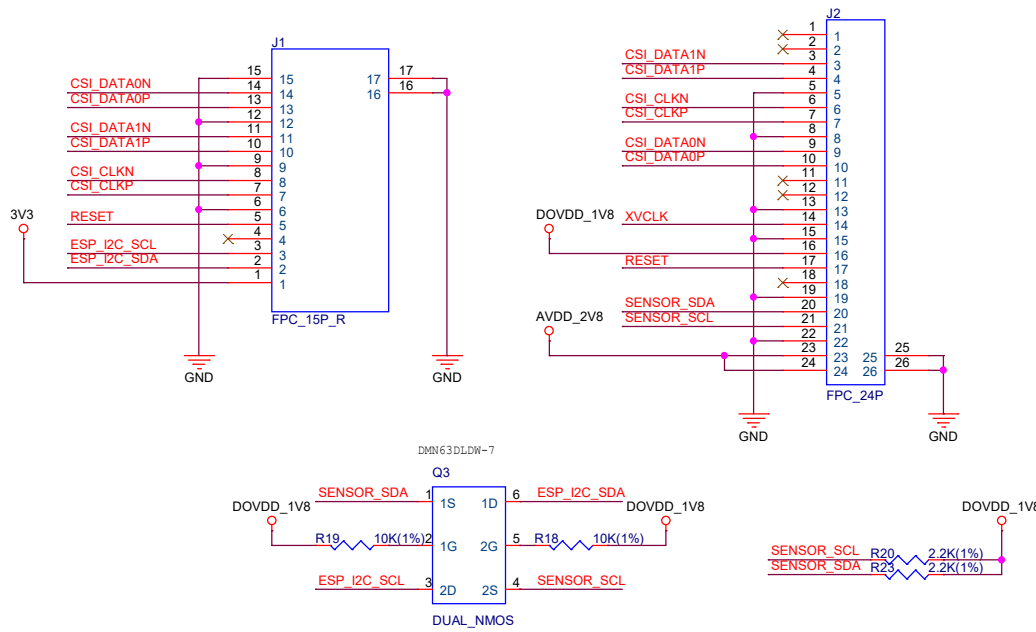 J1
15 15
CSI_DATA0N 14 14
CSI_DATA0P 13 13
12 12
CSI_DATA1N 11 11
CSI_DATA1P 10 10
9 9
CSI_CLKN 8 8
CSI_CLKP 7 7
6 6
RESET 5 5
4 4
ESP_I2C_SCL 3 3
ESP_I2C_SDA 2 2
1 1
17 17
16 16
3V3
FPC_15P_R
GND
GND
J2
1 1
2 2
CSI_DATA1N 3 3
CSI_DATA1P 4 4
5 5
CSI_CLKN 6 6
CSI_CLKP 7 7
8 8
CSI_DATA0N 9 9
CSI_DATA0P 10 10
11 11
12 12
13 13
DOVDD_1V8 XVCLK 14 14
15 15
16 16
RESET 17 17
18 18
19 19
SENSOR_SDA 20 20
AVDD_2V8 SENSOR_SCL 21 21
22 22
23 23
24 24
25 25
26 26
FPC_24P
GND
GND
DMN63DLDW-7
Q3
SENSOR_SDA 1 1S 1D 6 ESP_I2C_SDA
DOVDD_1V8 DOVDD_1V8
R19 10K(1%) 2 1G 2G 5 R18 10K(1%)
ESP_I2C_SCL 3 2D 2S 4 SENSOR_SCL
DUAL_NMOS
DOVDD_1V8
SENSOR_SCL R20 2.2K(1%)
SENSOR_SDA R23 2.2K(1%)